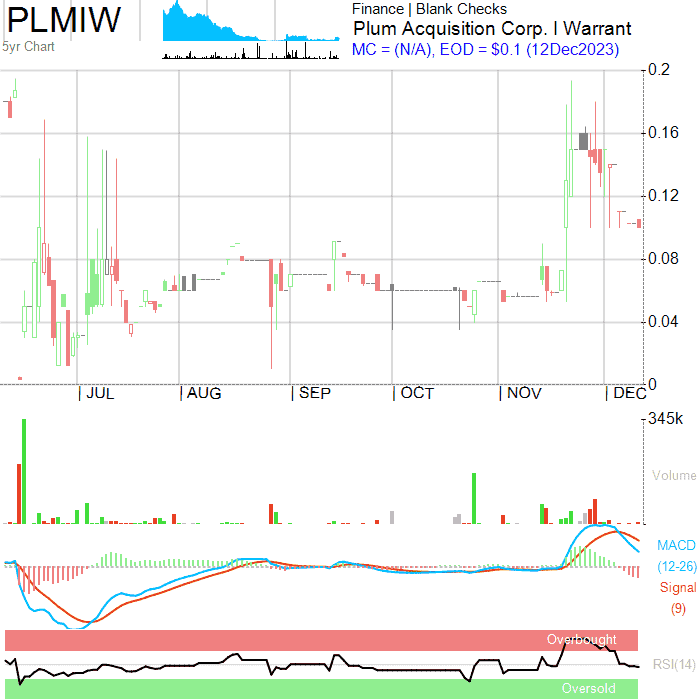 PLMIW
5yr Chart
Finance | Blank Checks
Plum Acquisition Corp. I Warrant
MC = (N/A), EOD = $0.1 (12Dec2023)
0.2
0.16
0.12
0.08
0.04
0
| JUL | AUG | SEP | OCT | NOV | DEC
345k
Volume
MACD
(12-26)
Signal
(9)
Overbought
RSI(14)
Oversold